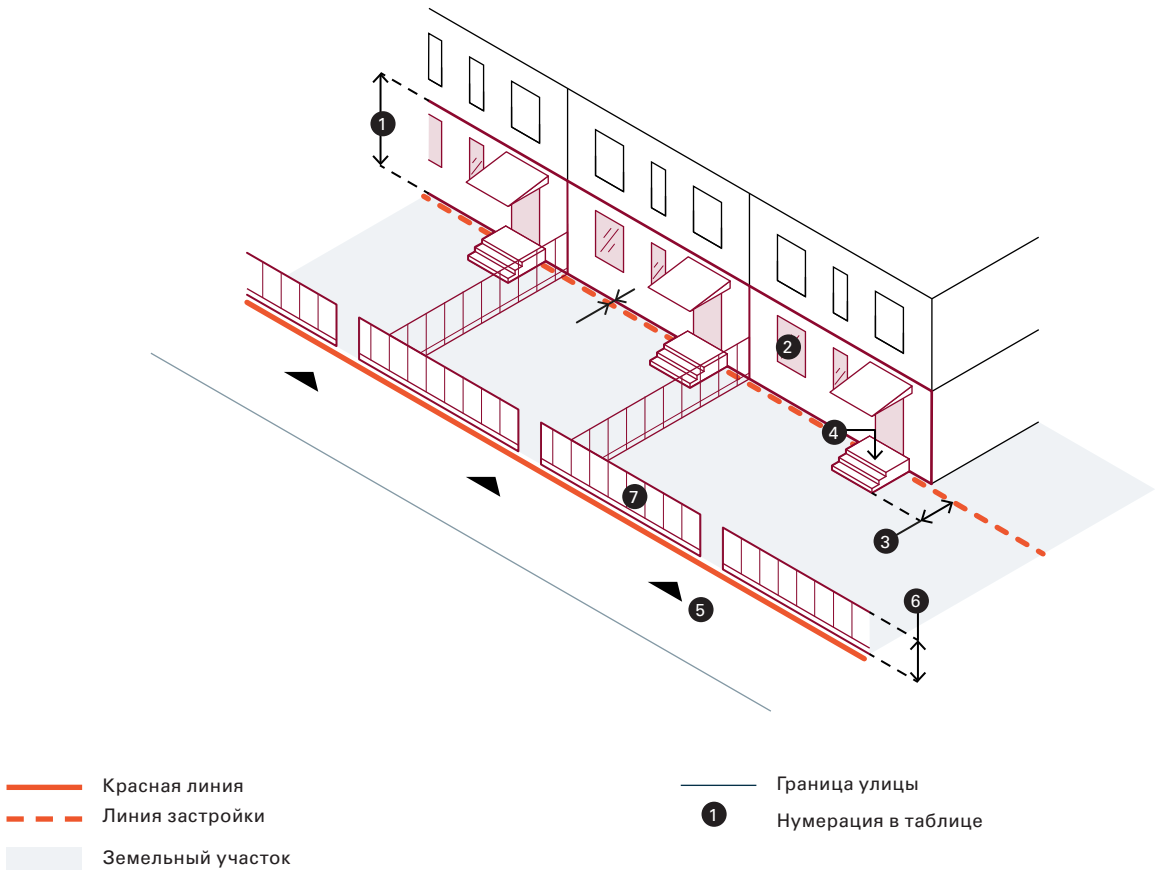 1
2
4
7
3
6
5
Красная линия
Линия застройки
Земельный участок
Граница улицы
1
Нумерация в таблице